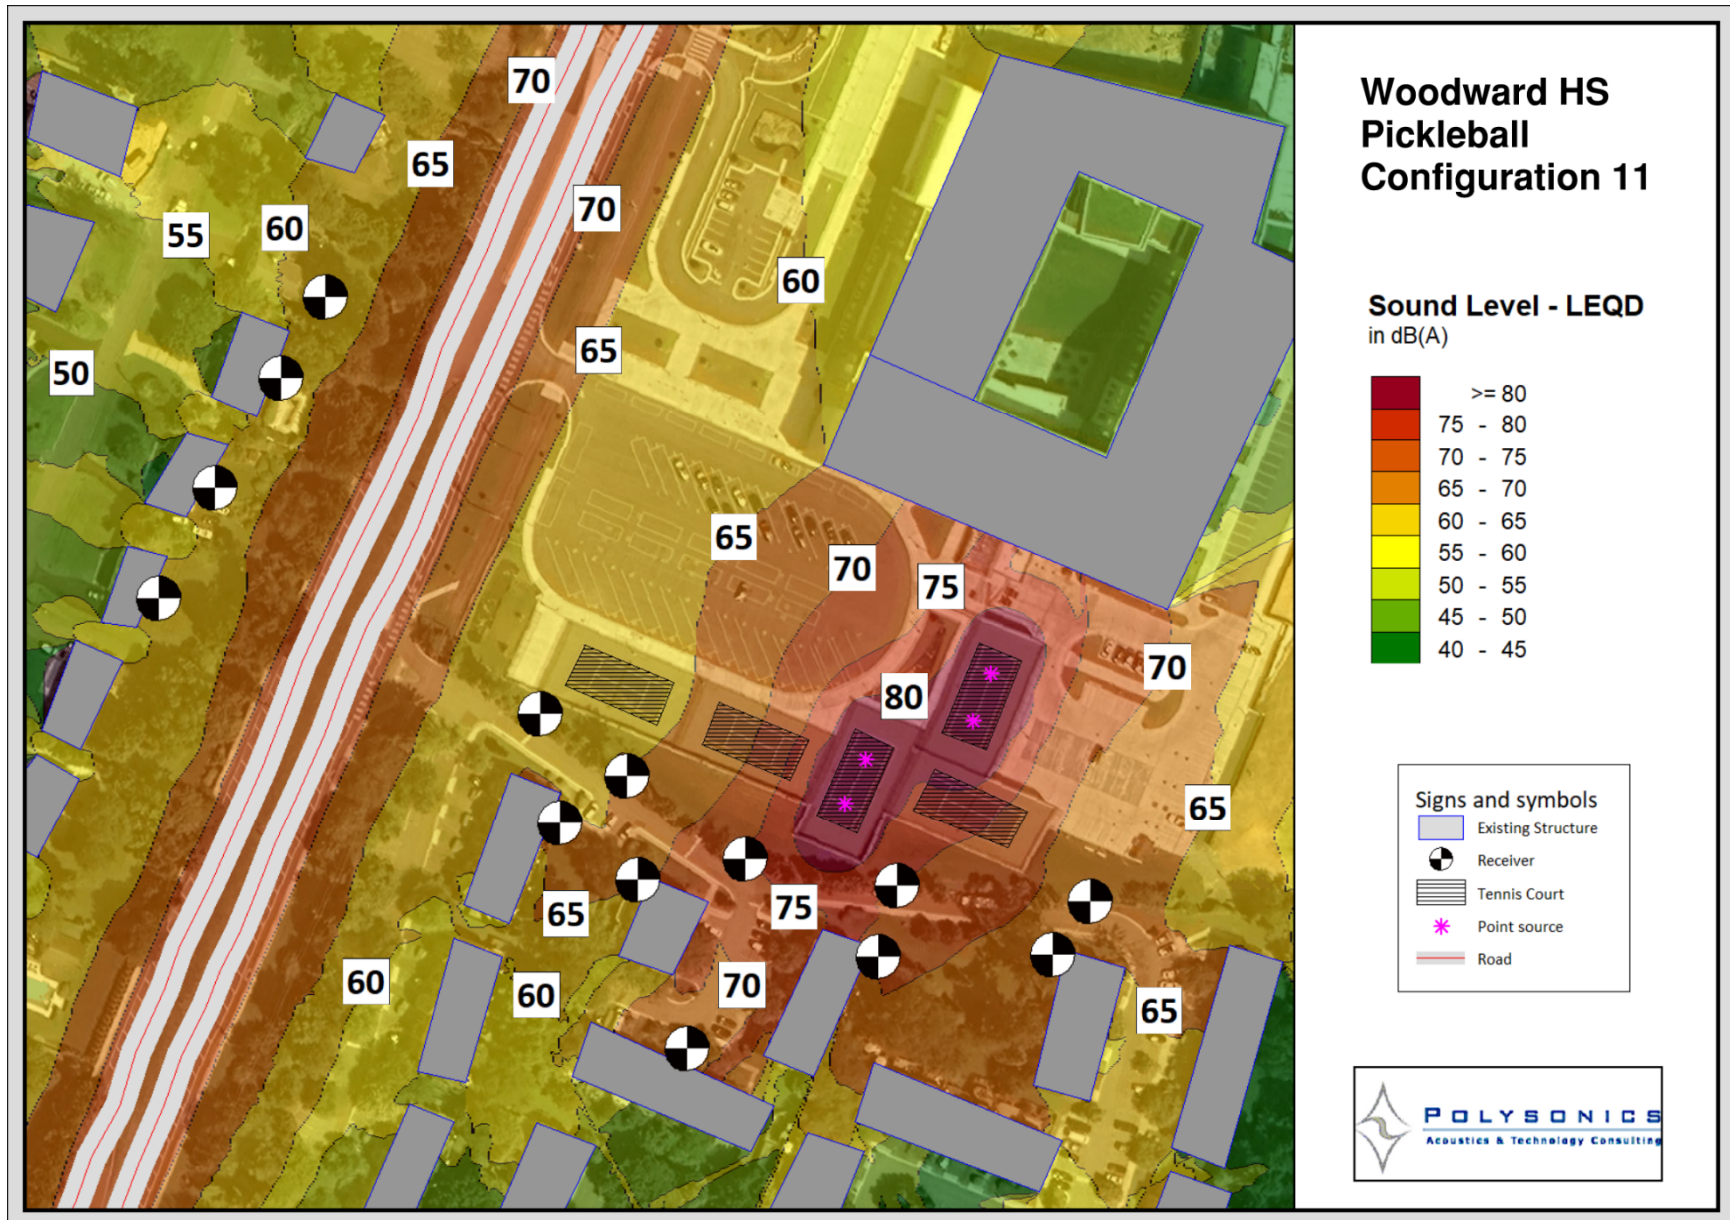 Woodward HS
Pickleball
Configuration 11
Sound Level - LEQD
in dB(A)
>= 80
75 - 80
70 - 75
65 - 70
60 - 65
55 - 60
50 - 55
45 - 50
40 - 45
Signs and symbols
Existing Structure
Receiver
Tennis Court
Point source
Road
POLYSONICS
Acoustics & Technology Consulting
70
65
70
55
60
60
65
50
65
70
75
70
80
65
75
65
70
60
60
65